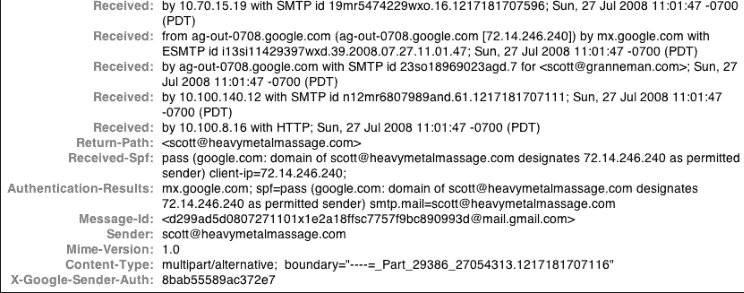 Received: by 10.70.15.19 with SMTP id 19mr5474229wxo.16.1217181707596; Sun, 27 Jul 2008 11:01:47 -0700
(PDT)
Received: from ag-out-0708.google.com (ag-out-0708.google.com [72.14.246.240]) by mx.google.com with
ESMTP id i13si11429397wxd.39.2008.07.27.11.01.47; Sun, 27 Jul 2008 11:01:47 -0700 (PDT)
Received: by ag-out-0708.google.com with SMTP id 23so18969023agd.7 for <scott@granneman.com>; Sun, 27
Jul 2008 11:01:47 -0700 (PDT)
Received: by 10.100.140.12 with SMTP id n12mr6807989and.61.1217181707111; Sun, 27 Jul 2008 11:01:47
-0700 (PDT)
Received: by 10.100.8.16 with HTTP; Sun, 27 Jul 2008 11:01:47 -0700 (PDT)
Return-Path: <scott@heavymetalmassage.com>
Received-Spf: pass (google.com: domain of scott@heavymetalmassage.com designates 72.14.246.240 as permitted
sender) client-ip=72.14.246.240;
Authentication-Results: mx.google.com; spf=pass (google.com: domain of scott@heavymetalmassage.com designates
72.14.246.240 as permitted sender) smtp.mail=scott@heavymetalmassage.com
Message-Id: <d299ad5d0807271101x1e2a18ffsc7757f9bc890993d@mail.gmail.com>
Sender: scott@heavymetalmassage.com
Mime-Version: 1.0
Content-Type: multipart/alternative; boundary="----=_Part_29386_27054313.1217181707116"
X-Google-Sender-Auth: 8bab55589ac372e7